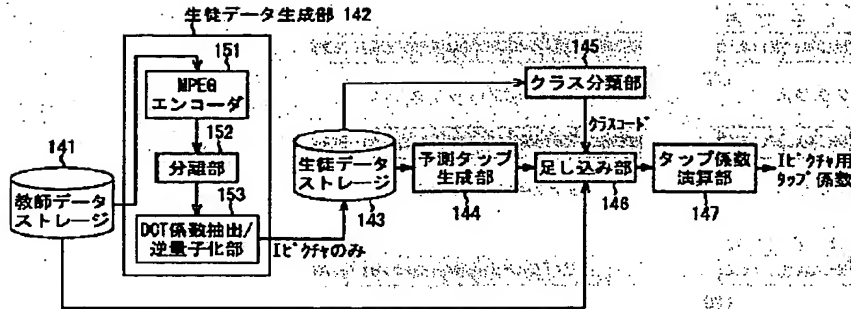 生徒データ生成部 142
151
MPEG
エンコーダ
152
分離部
153
DCT係数抽出/
逆量子化部
141
教師データ
ストレージ
Iピクチャのみ
生徒データ
ストレージ
143
145
クラス分類部
クラスコード
予測タップ
生成部
144
足し込み部
146
タップ係数
演算部
147
Iピクチャ用
タップ係数